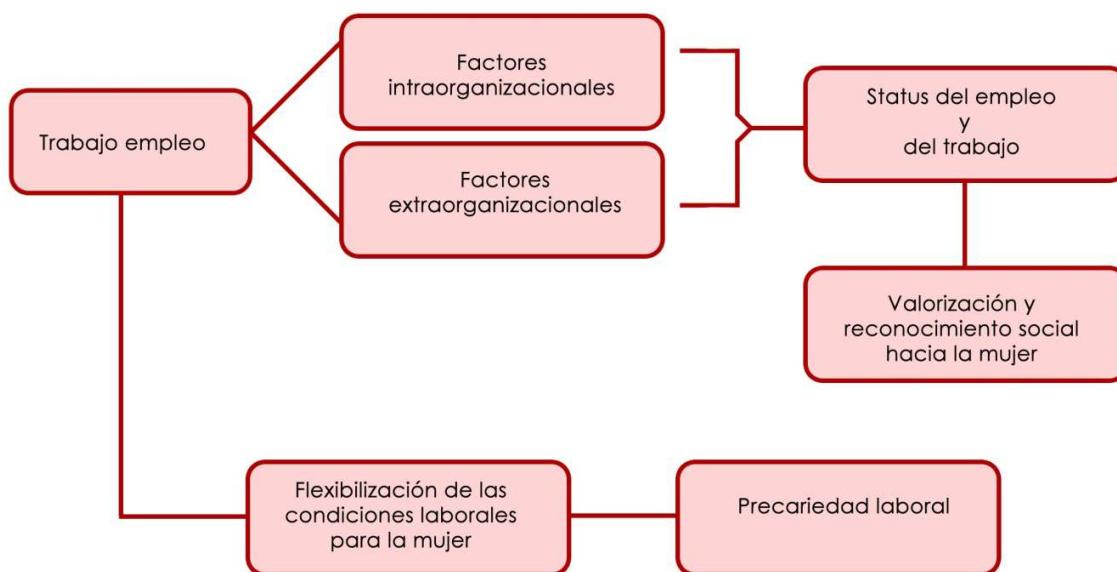 Trabajo empleo
Factores
intraorganizacionales
Factores
extraorganizacionales
Status del empleo
y
del trabajo
Valorización y
reconocimiento social
hacia la mujer
Flexibilización de las
condiciones laborales
para la mujer
Precariedad laboral